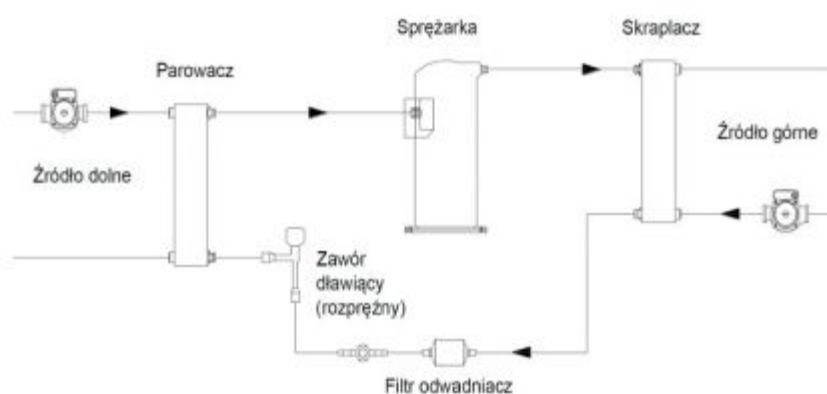 Sprężarka
Skraplacz
Parowacz
Źródło górne
Źródło dolne
Zawór
dławiący
(rozprężny)
Filtr odwadniacz